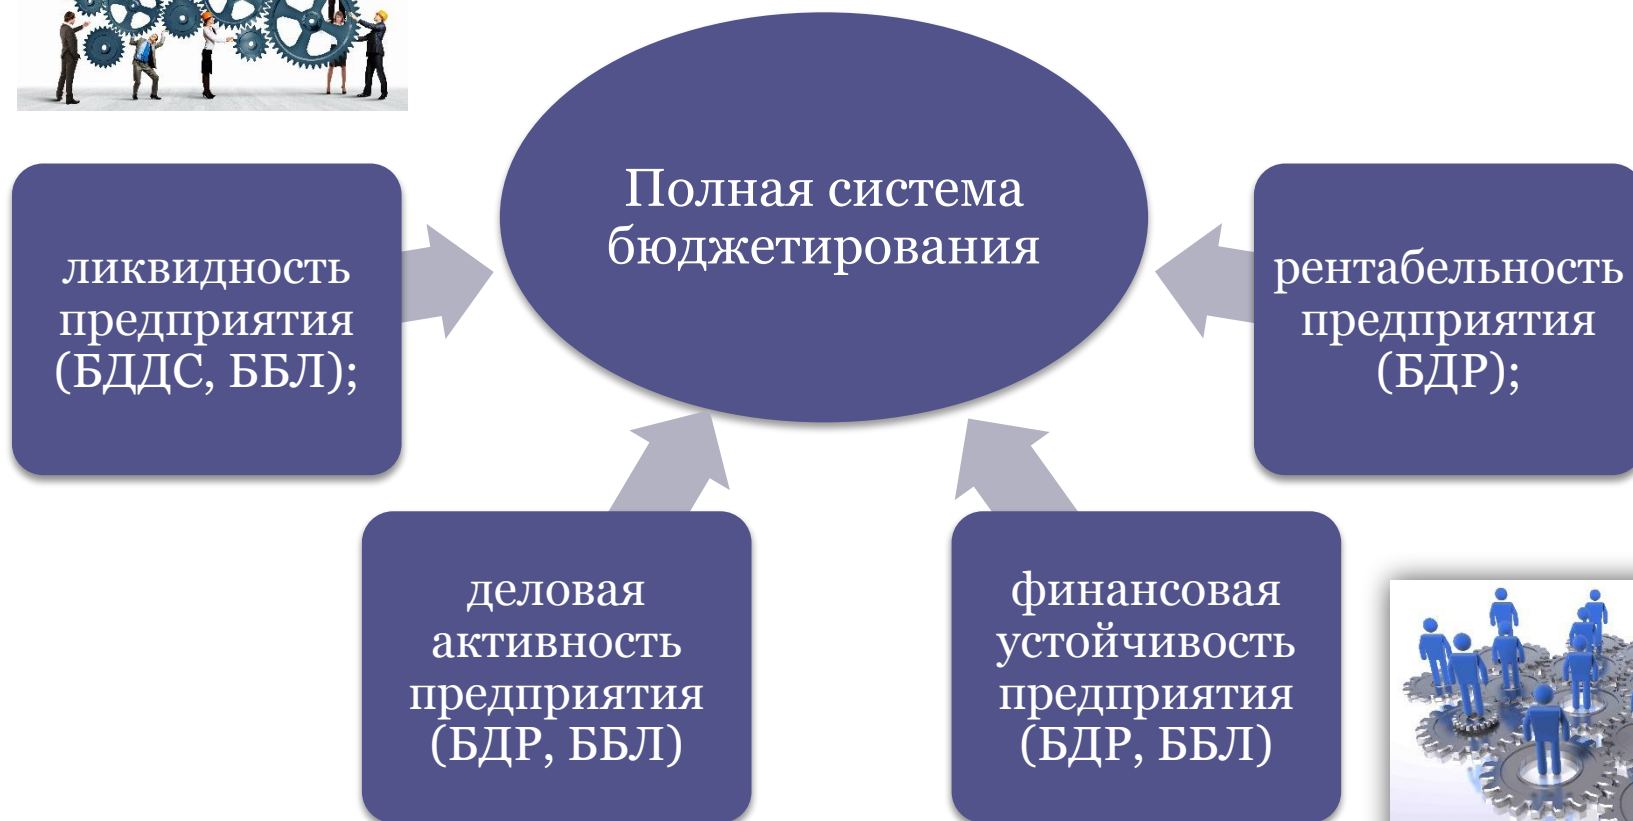 Полная система
бюджетирования
ликвидность
предприятия
(БДДС, ББЛ);
рентабельность
предприятия
(БДР);
деловая
активность
предприятия
(БДР, ББЛ)
финансовая
устойчивость
предприятия
(БДР, ББЛ)